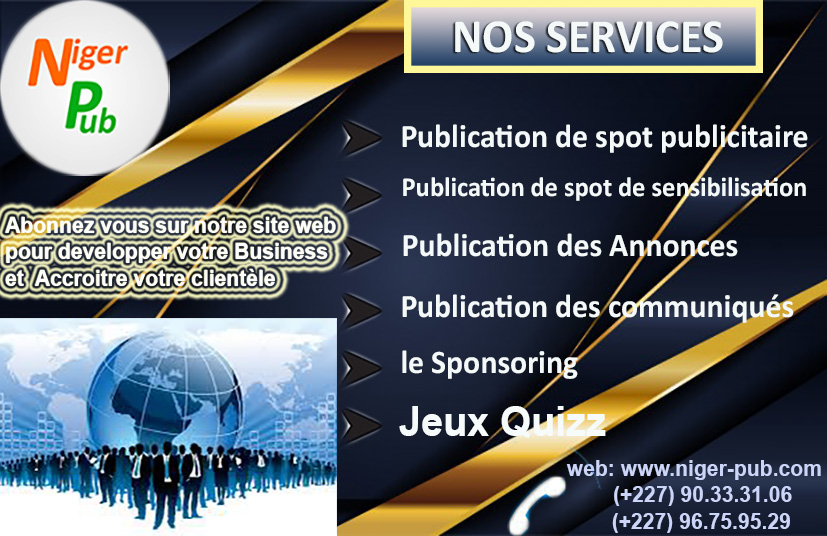 Niger
Pub
NOS SERVICES
Publication de spot publicitaire
Publication de spot de sensibilisation
Publication des Annonces
Publication des communiqués
le Sponsoring
Jeux Quizz
Abonnez vous sur notre site web
pour developper votre Business
et Accroitre votre clientèle
web: www.niger-pub.com
(+227) 90.33.31.06
(+227) 96.75.95.29